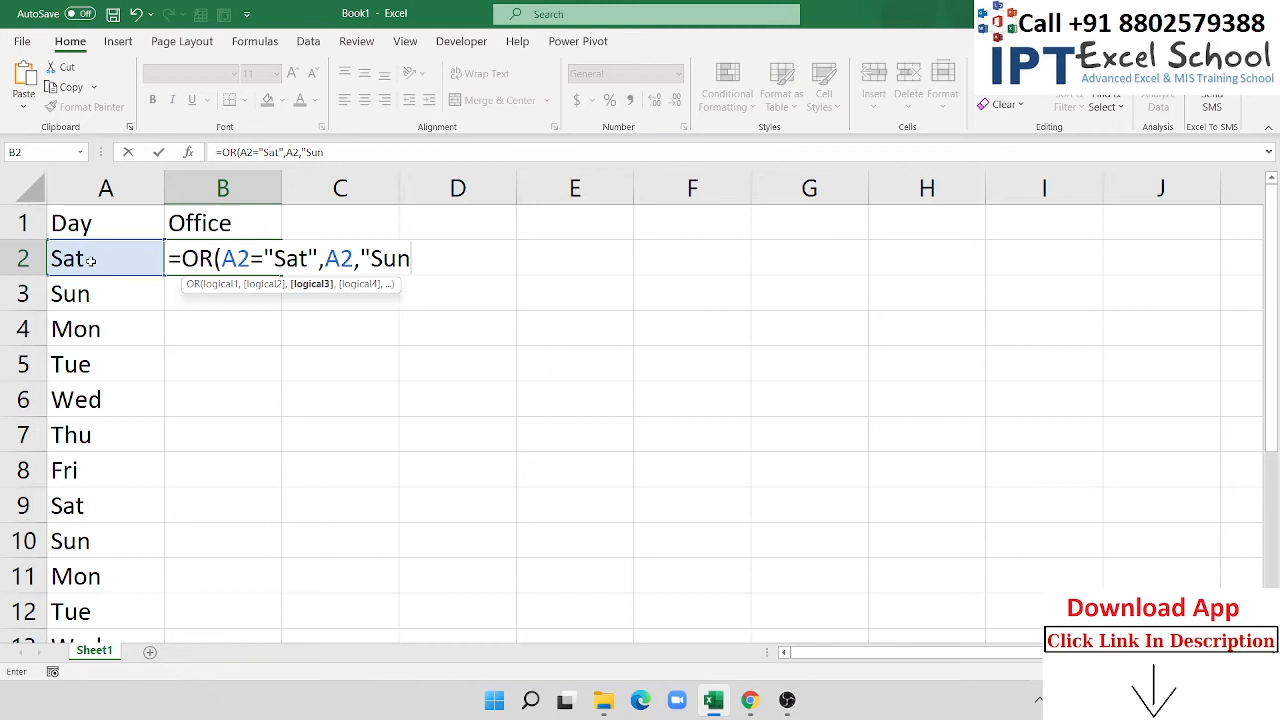 AutoSave Off Book1 - Excel Search
Call +91 8802579388
IPT Excel School
Advanced Excel & MIS Training School
File Home Insert Page Layout Formulas Data Review View Developer Help Power Pivot
Paste Cut Copy Format Painter
11
Wrap Text
Merge & Center
General
$ % ,
Conditional Formatting Format as Table Cell Styles
Insert Delete Format
Clear
Filter Select
Data
SMS
Clipboard Font Alignment Number Styles Cells Editing Analysis Excel To SMS
B2 fx =OR(A2="Sat",A2,"Sun
A B C D E F G H I J
1 Day Office
2 Sat =OR(A2="Sat",A2,"Sun
OR(logical1, [logical2], [logical3], [logical4], ...)
3 Sun
4 Mon
5 Tue
6 Wed
7 Thu
8 Fri
9 Sat
10 Sun
11 Mon
12 Tue
Download App
Click Link In Description
Sheet1
Enter